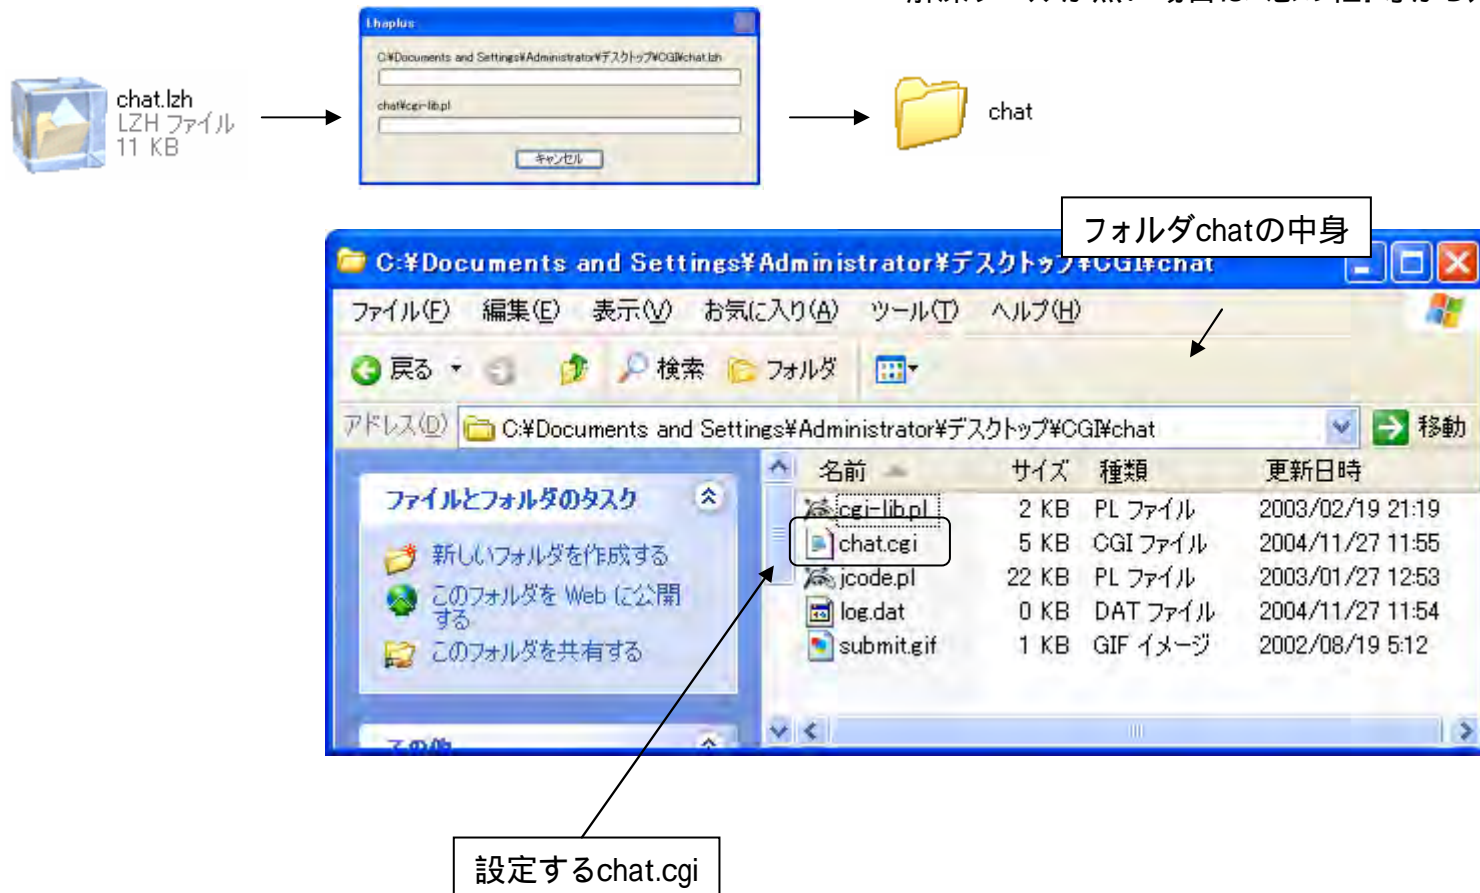 Lhaplus
C:¥Documents and Settings¥Administrator¥デスクトップ¥CGI¥chat.lzh
chat¥cgi-lib.pl
キャンセル
chat.lzh
LZH ファイル
11 KB
chat
フォルダchatの中身
C:¥Documents and Settings¥Administrator¥デスクトップ¥CGI¥chat
ファイル(F) 編集(E) 表示(V) お気に入り(A) ツール(T) ヘルプ(H)
戻る 検索 フォルダ
アドレス(D) C:¥Documents and Settings¥Administrator¥デスクトップ¥CGI¥chat 移動
名前 サイズ 種類 更新日時
ファイルとフォルダのタスク
新しいフォルダを作成する
このフォルダを Web に公開
する
このフォルダを共有する
その他
cgi-lib.pl 2 KB PL ファイル 2003/02/19 21:19
chat.cgi 5 KB CGI ファイル 2004/11/27 11:55
jcode.pl 22 KB PL ファイル 2003/01/27 12:53
log.dat 0 KB DAT ファイル 2004/11/27 11:54
submit.gif 1 KB GIF イメージ 2002/08/19 5:12
設定するchat.cgi